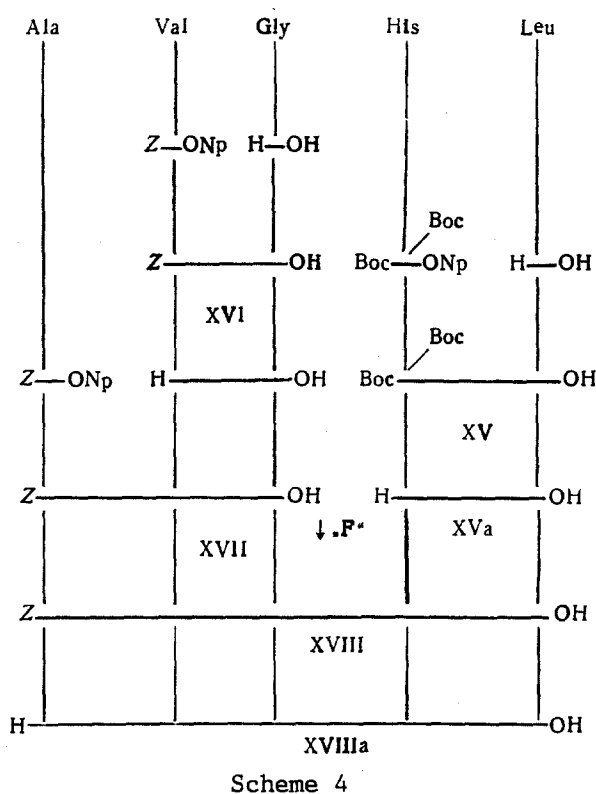 Ala Val Gly His Leu
Z ONp H OH
Boc
Z OH Boc ONp H OH
XVI
Boc
Z ONp H OH Boc OH
XV
Z OH H OH
↓ „F“
XVII XVa
Z OH
XVIII
H OH
XVIIIa
Scheme 4